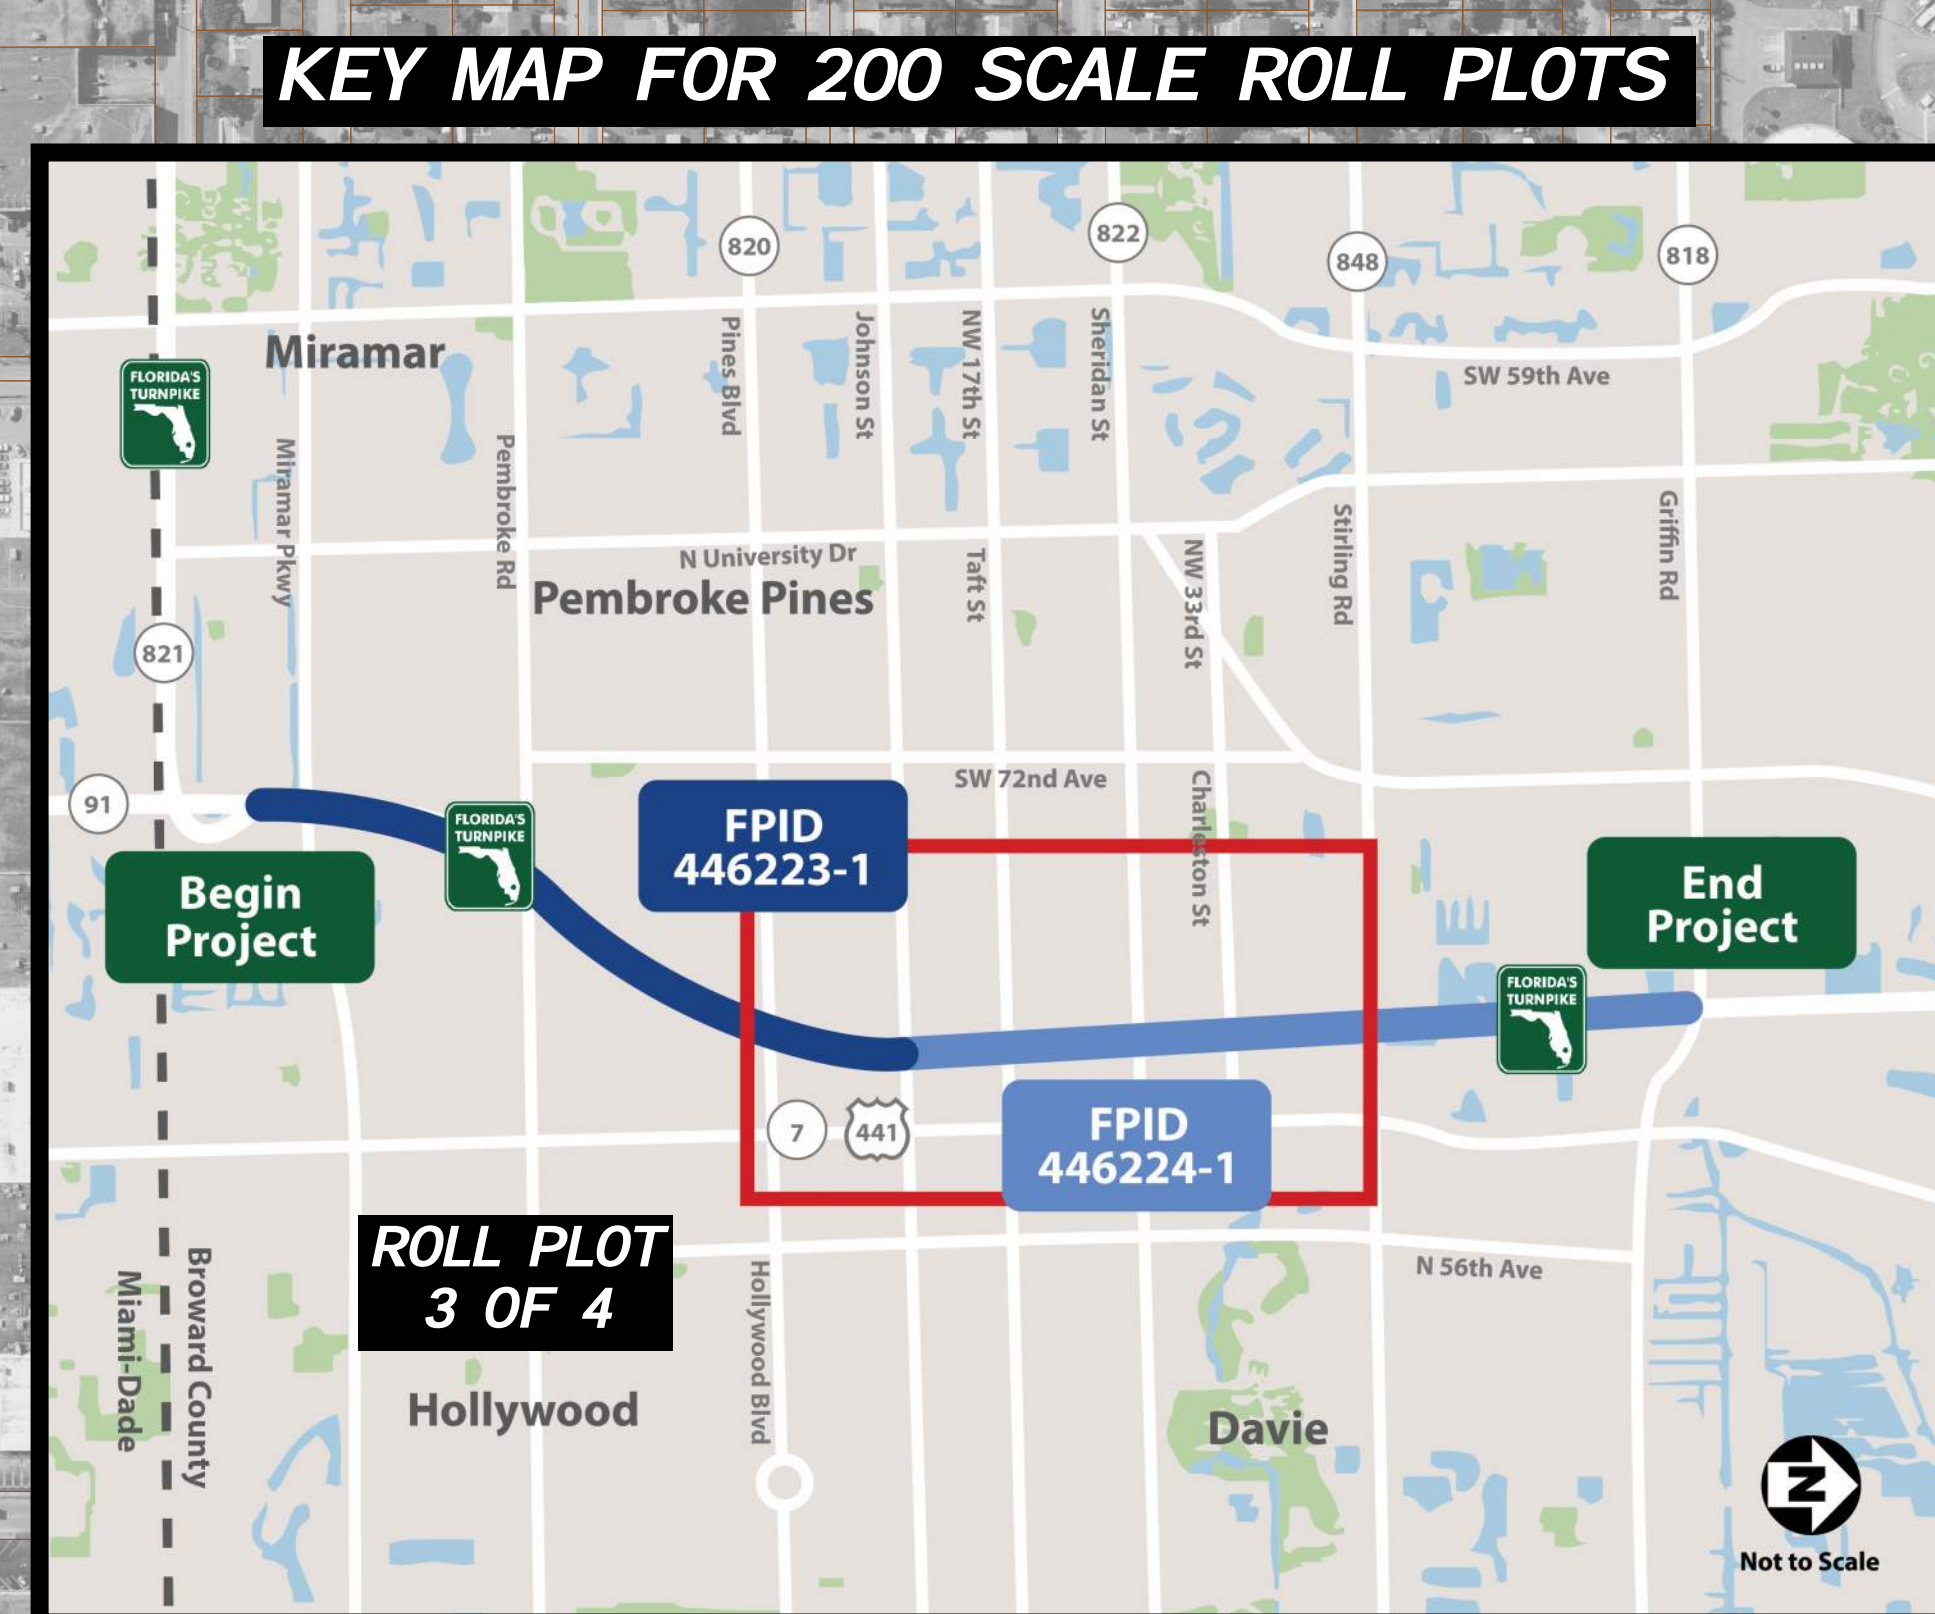 KEY MAP FOR 200 SCALE ROLL PLOTS
820
822
848
818
Miramar
Pines Blvd
Johnson St
NW 17th St
Sheridan St
SW 59th Ave
FLORIDA'S
TURNPIKE
Miramar Pkwy
Pembroke Rd
N University Dr
Pembroke Pines
Taft St
NW 33rd St
Stirling Rd
Griffin Rd
821
91
SW 72nd Ave
Charleston St
FLORIDA'S
TURNPIKE
FPID
446223-1
Begin
Project
End
Project
FLORIDA'S
TURNPIKE
7
441
FPID
446224-1
ROLL PLOT
3 OF 4
N 56th Ave
Miami-Dade
Broward County
Hollywood Blvd
Hollywood
Davie
N
Not to Scale